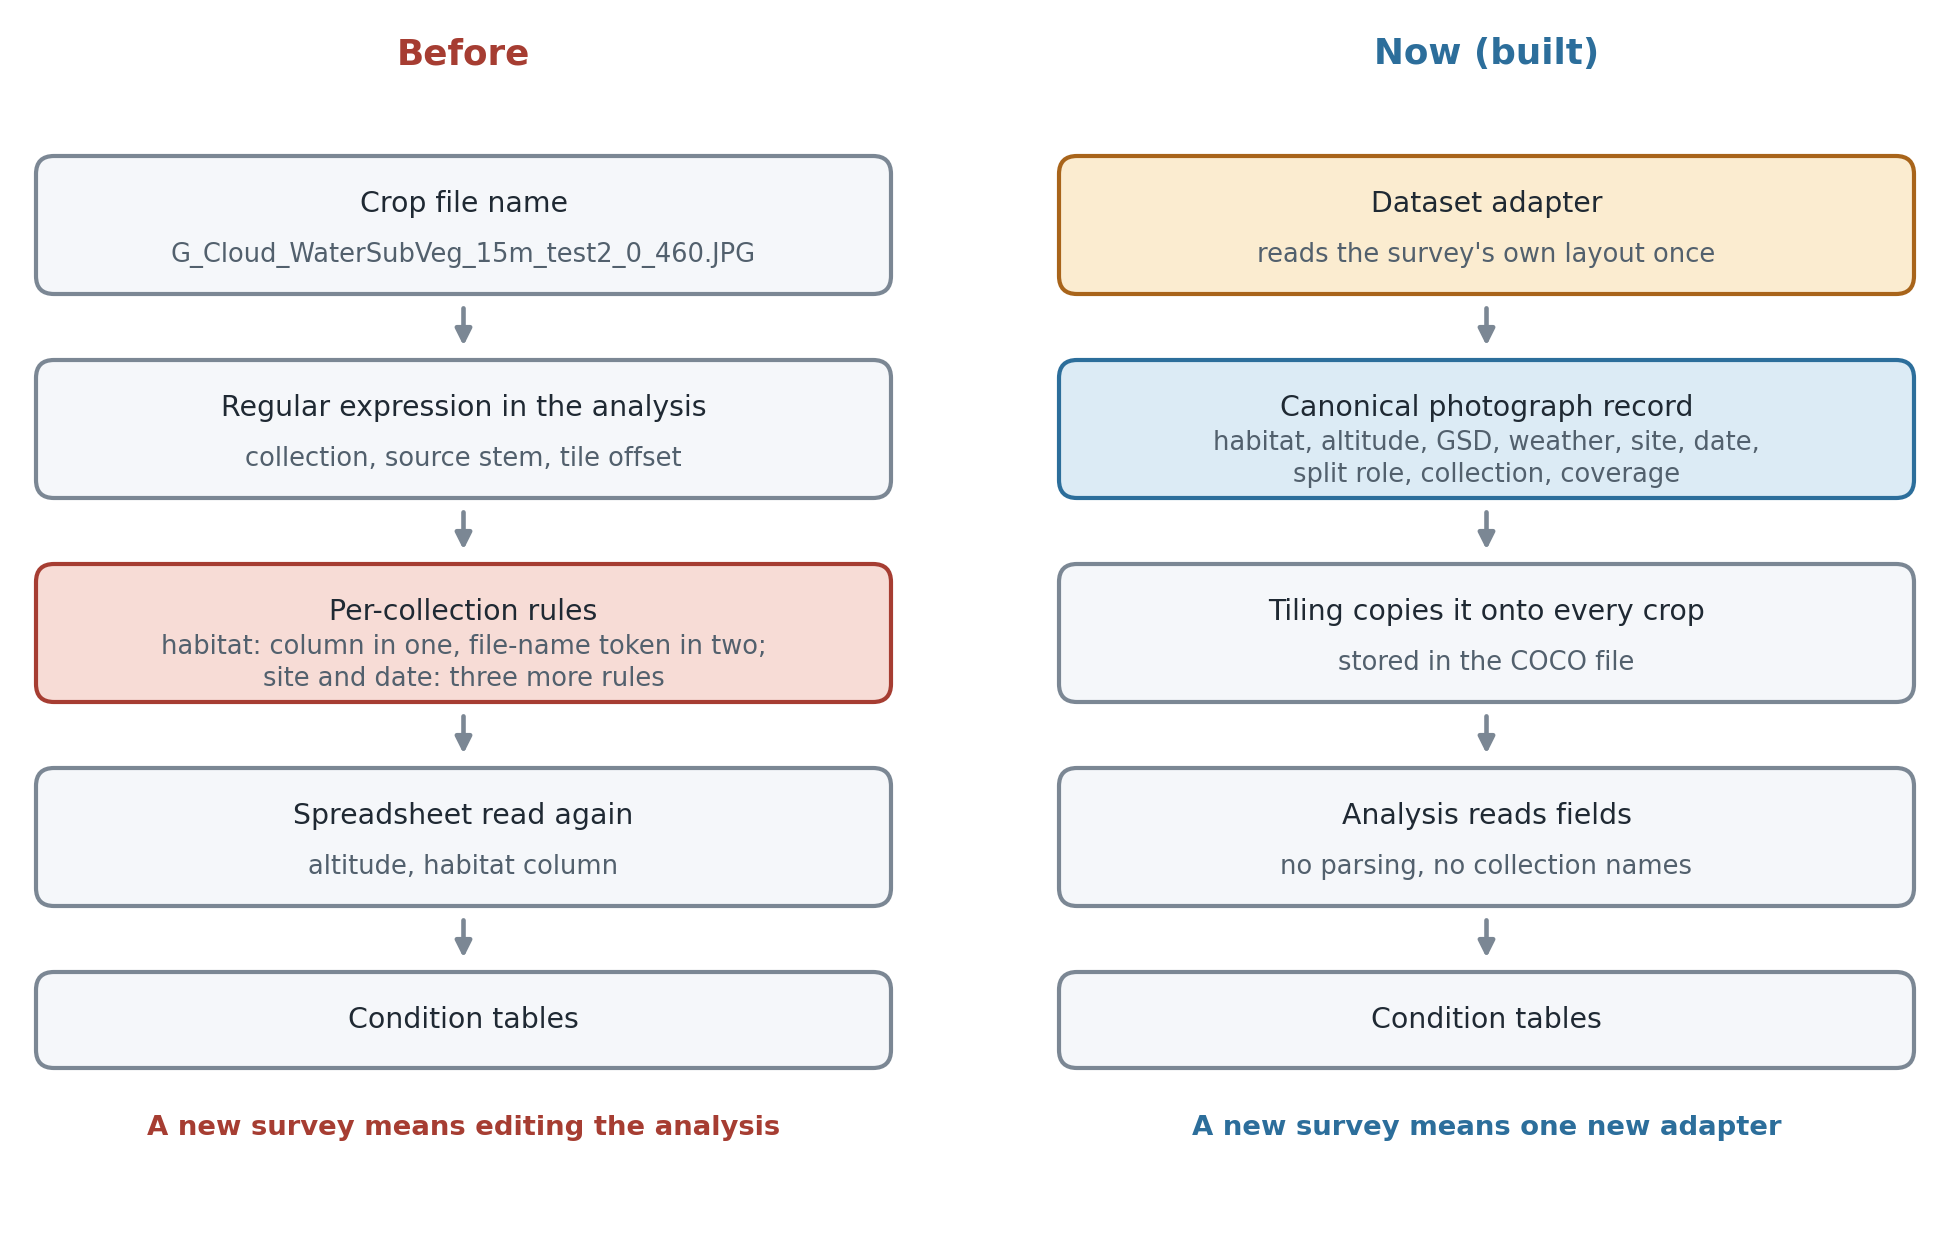 Before
Crop file name
G_Cloud_WaterSubVeg_15m_test2_0_460.JPG
Regular expression in the analysis
collection, source stem, tile offset
Per-collection rules
habitat: column in one, file-name token in two;
site and date: three more rules
Spreadsheet read again
altitude, habitat column
Condition tables
A new survey means editing the analysis
Now (built)
Dataset adapter
reads the survey's own layout once
Canonical photograph record
habitat, altitude, GSD, weather, site, date,
split role, collection, coverage
Tiling copies it onto every crop
stored in the COCO file
Analysis reads fields
no parsing, no collection names
Condition tables
A new survey means one new adapter